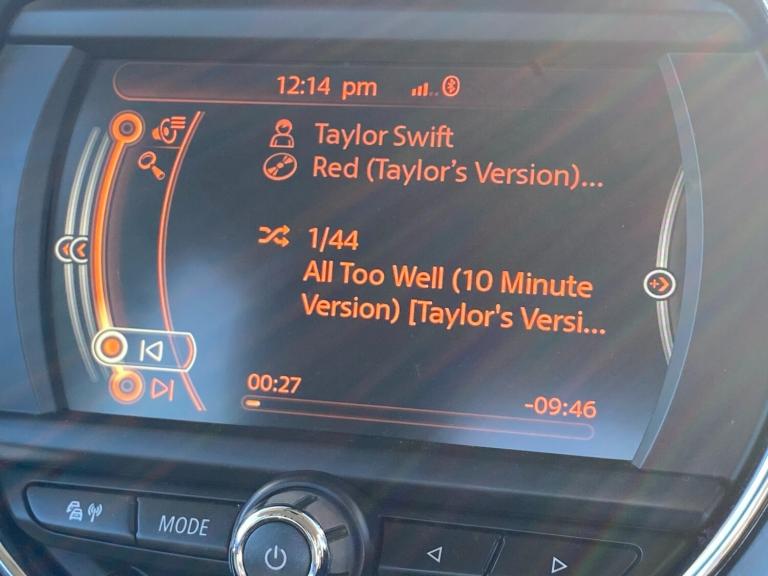 12:14 pm
Taylor Swift
Red (Taylor’s Version)...
1/44
All Too Well (10 Minute
Version) [Taylor's Versi...
00:27
-09:46
MODE